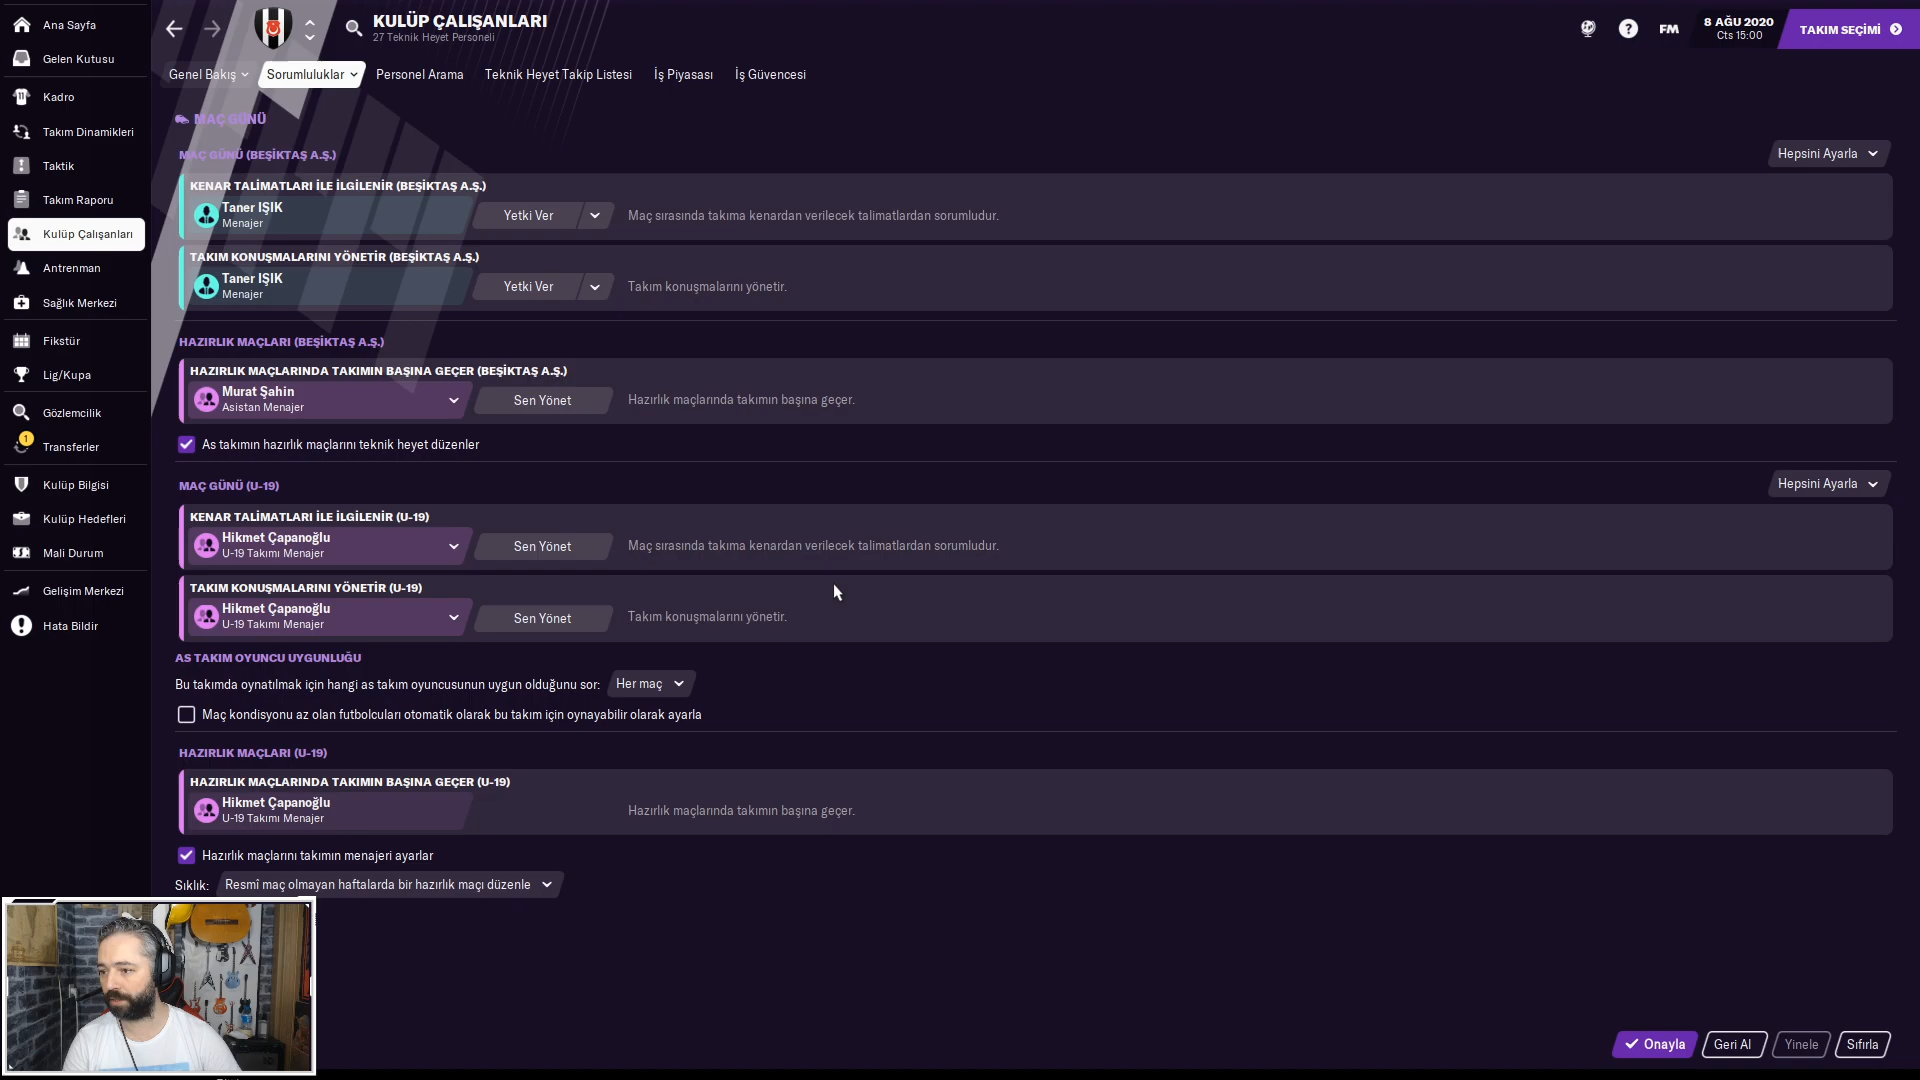 Ana Sayfa
Gelen Kutusu
Kadro
Takım Dinamikleri
Taktik
Takım Raporu
Kulüp Çalışanları
Antrenman
Sağlık Merkezi
Fikstür
Lig/Kupa
Gözlemcilik
1
Transferler
Kulüp Bilgisi
Kulüp Hedefleri
Mali Durum
Gelişim Merkezi
Hata Bildir
KULÜP ÇALIŞANLARI
27 Teknik Heyet Personeli
FM
8 AĞU 2020
Cts 15:00
TAKIM SEÇİMİ
Genel Bakış
Sorumluluklar
Personel Arama
Teknik Heyet Takip Listesi
İş Piyasası
İş Güvencesi
MAÇ GÜNÜ
MAÇ GÜNÜ (BEŞİKTAŞ A.Ş.)
Hepsini Ayarla
KENAR TALİMATLARI İLE İLGİLENİR (BEŞİKTAŞ A.Ş.)
Taner IŞIK
Menajer
Yetki Ver
Maç sırasında takıma kenardan verilecek talimatlardan sorumludur.
TAKIM KONUŞMALARINI YÖNETİR (BEŞİKTAŞ A.Ş.)
Taner IŞIK
Menajer
Yetki Ver
Takım konuşmalarını yönetir.
HAZIRLIK MAÇLARI (BEŞİKTAŞ A.Ş.)
HAZIRLIK MAÇLARINDA TAKIMIN BAŞINA GEÇER (BEŞİKTAŞ A.Ş.)
Murat Şahin
Asistan Menajer
Sen Yönet
Hazırlık maçlarında takımın başına geçer.
As takımın hazırlık maçlarını teknik heyet düzenler
MAÇ GÜNÜ (U-19)
Hepsini Ayarla
KENAR TALİMATLARI İLE İLGİLENİR (U-19)
Hikmet Çapanoğlu
U-19 Takımı Menajer
Sen Yönet
Maç sırasında takıma kenardan verilecek talimatlardan sorumludur.
TAKIM KONUŞMALARINI YÖNETİR (U-19)
Hikmet Çapanoğlu
U-19 Takımı Menajer
Sen Yönet
Takım konuşmalarını yönetir.
AS TAKIM OYUNCU UYGUNLUĞU
Bu takımda oynatılmak için hangi as takım oyuncusunun uygun olduğunu sor:
Her maç
Maç kondisyonu az olan futbolcuları otomatik olarak bu takım için oynayabilir olarak ayarla
HAZIRLIK MAÇLARI (U-19)
HAZIRLIK MAÇLARINDA TAKIMIN BAŞINA GEÇER (U-19)
Hikmet Çapanoğlu
U-19 Takımı Menajer
Hazırlık maçlarında takımın başına geçer.
Hazırlık maçlarını takımın menajeri ayarlar
Sıklık:
Resmî maç olmayan haftalarda bir hazırlık maçı düzenle
Onayla
Geri Al
Yinele
Sıfırla